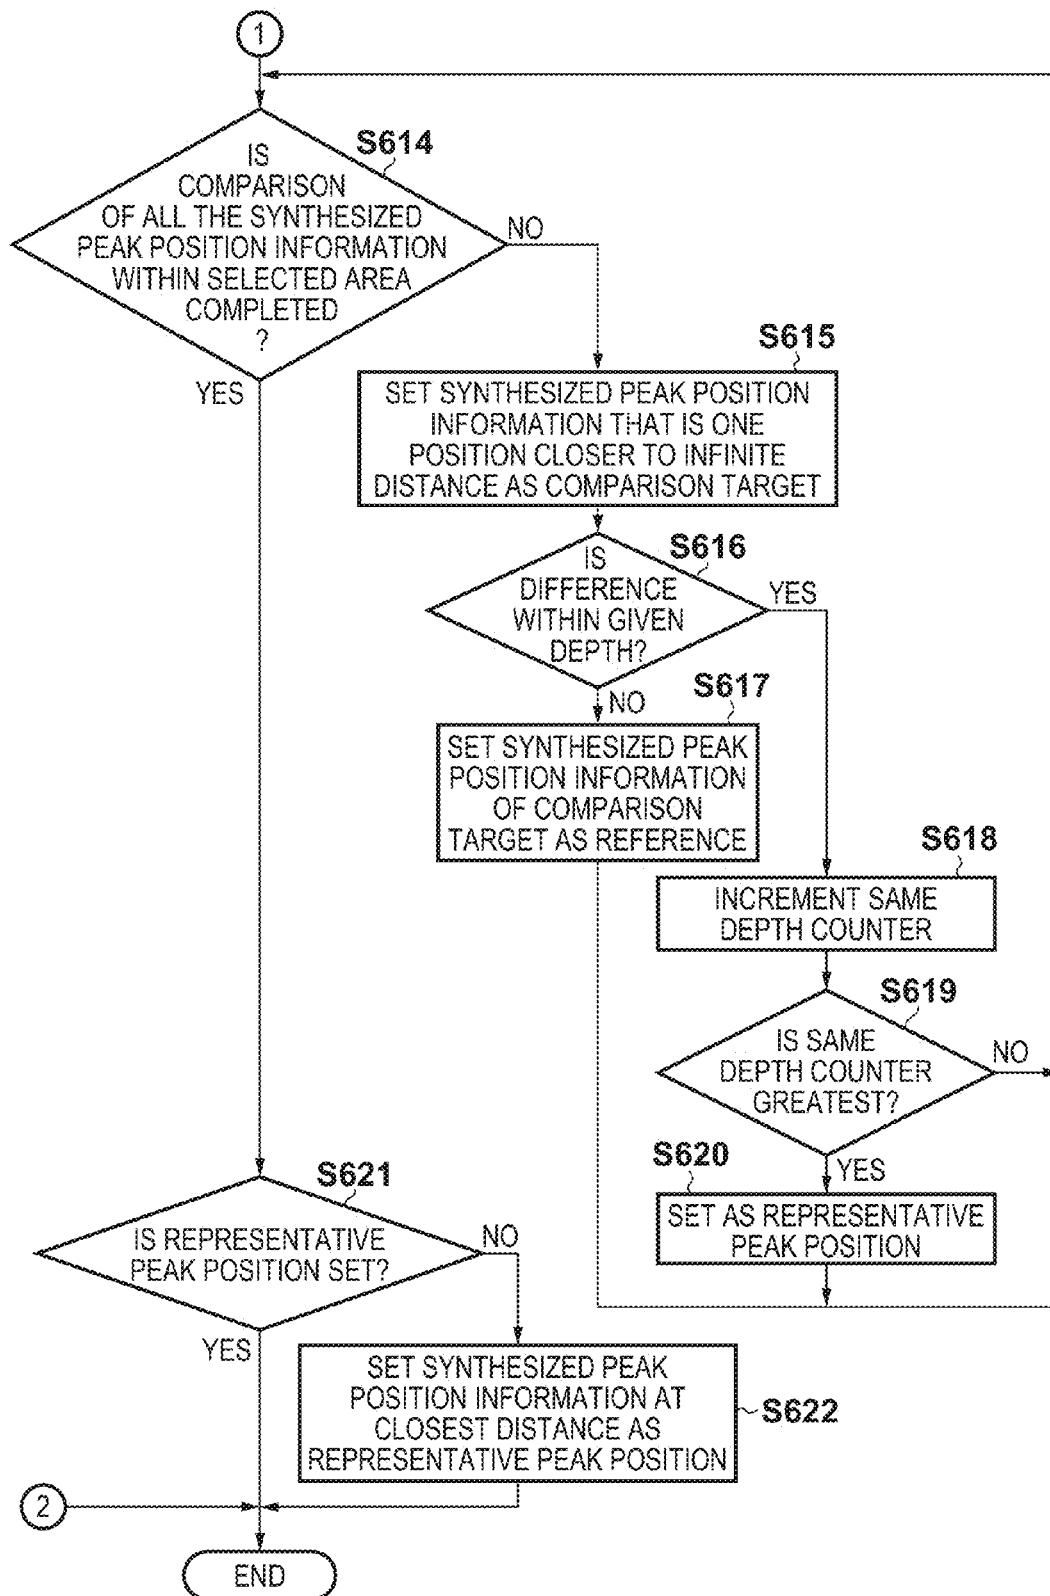 1
S614
IS
COMPARISON
OF ALL THE SYNTHESIZED
PEAK POSITION INFORMATION
WITHIN SELECTED AREA
COMPLETED
?
NO
YES
S615
SET SYNTHESIZED PEAK POSITION
INFORMATION THAT IS ONE
POSITION CLOSER TO INFINITE
DISTANCE AS COMPARISON TARGET
S616
IS
DIFFERENCE
WITHIN GIVEN
DEPTH?
YES
NO
S617
SET SYNTHESIZED PEAK
POSITION INFORMATION
OF COMPARISON
TARGET AS REFERENCE
S618
INCREMENT SAME
DEPTH COUNTER
S619
IS SAME
DEPTH COUNTER
GREATEST?
NO
YES
S620
SET AS REPRESENTATIVE
PEAK POSITION
S621
IS REPRESENTATIVE
PEAK POSITION SET?
NO
YES
SET SYNTHESIZED PEAK
POSITION INFORMATION AT
CLOSEST DISTANCE AS
REPRESENTATIVE PEAK POSITION
S622
2
END